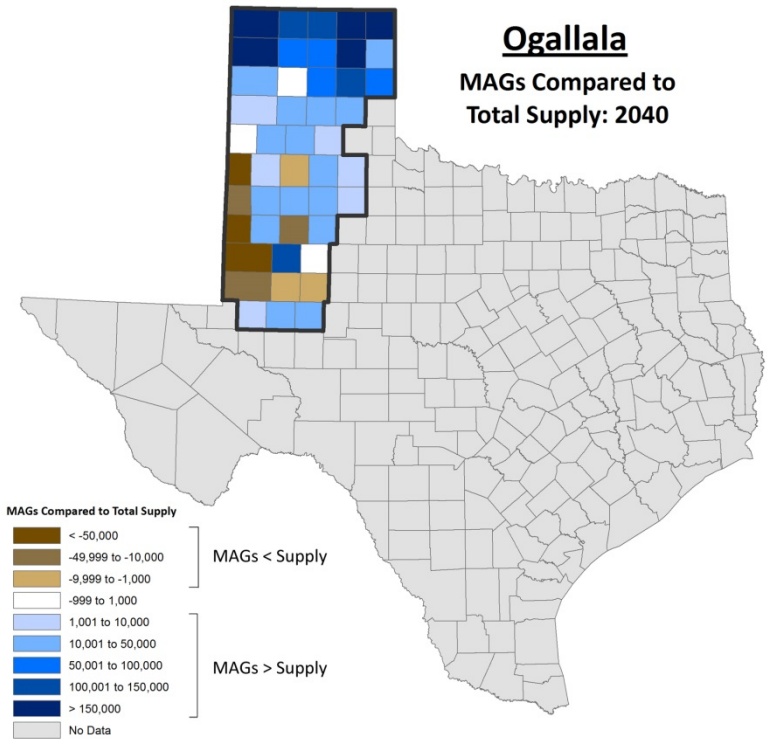 Ogallala
MAGs Compared to
Total Supply: 2040
MAGs Compared to Total Supply
< -50,000
-49,999 to -10,000
-9,999 to -1,000
-999 to 1,000
1,001 to 10,000
10,001 to 50,000
50,001 to 100,000
100,001 to 150,000
> 150,000
No Data
MAGs < Supply
MAGs > Supply